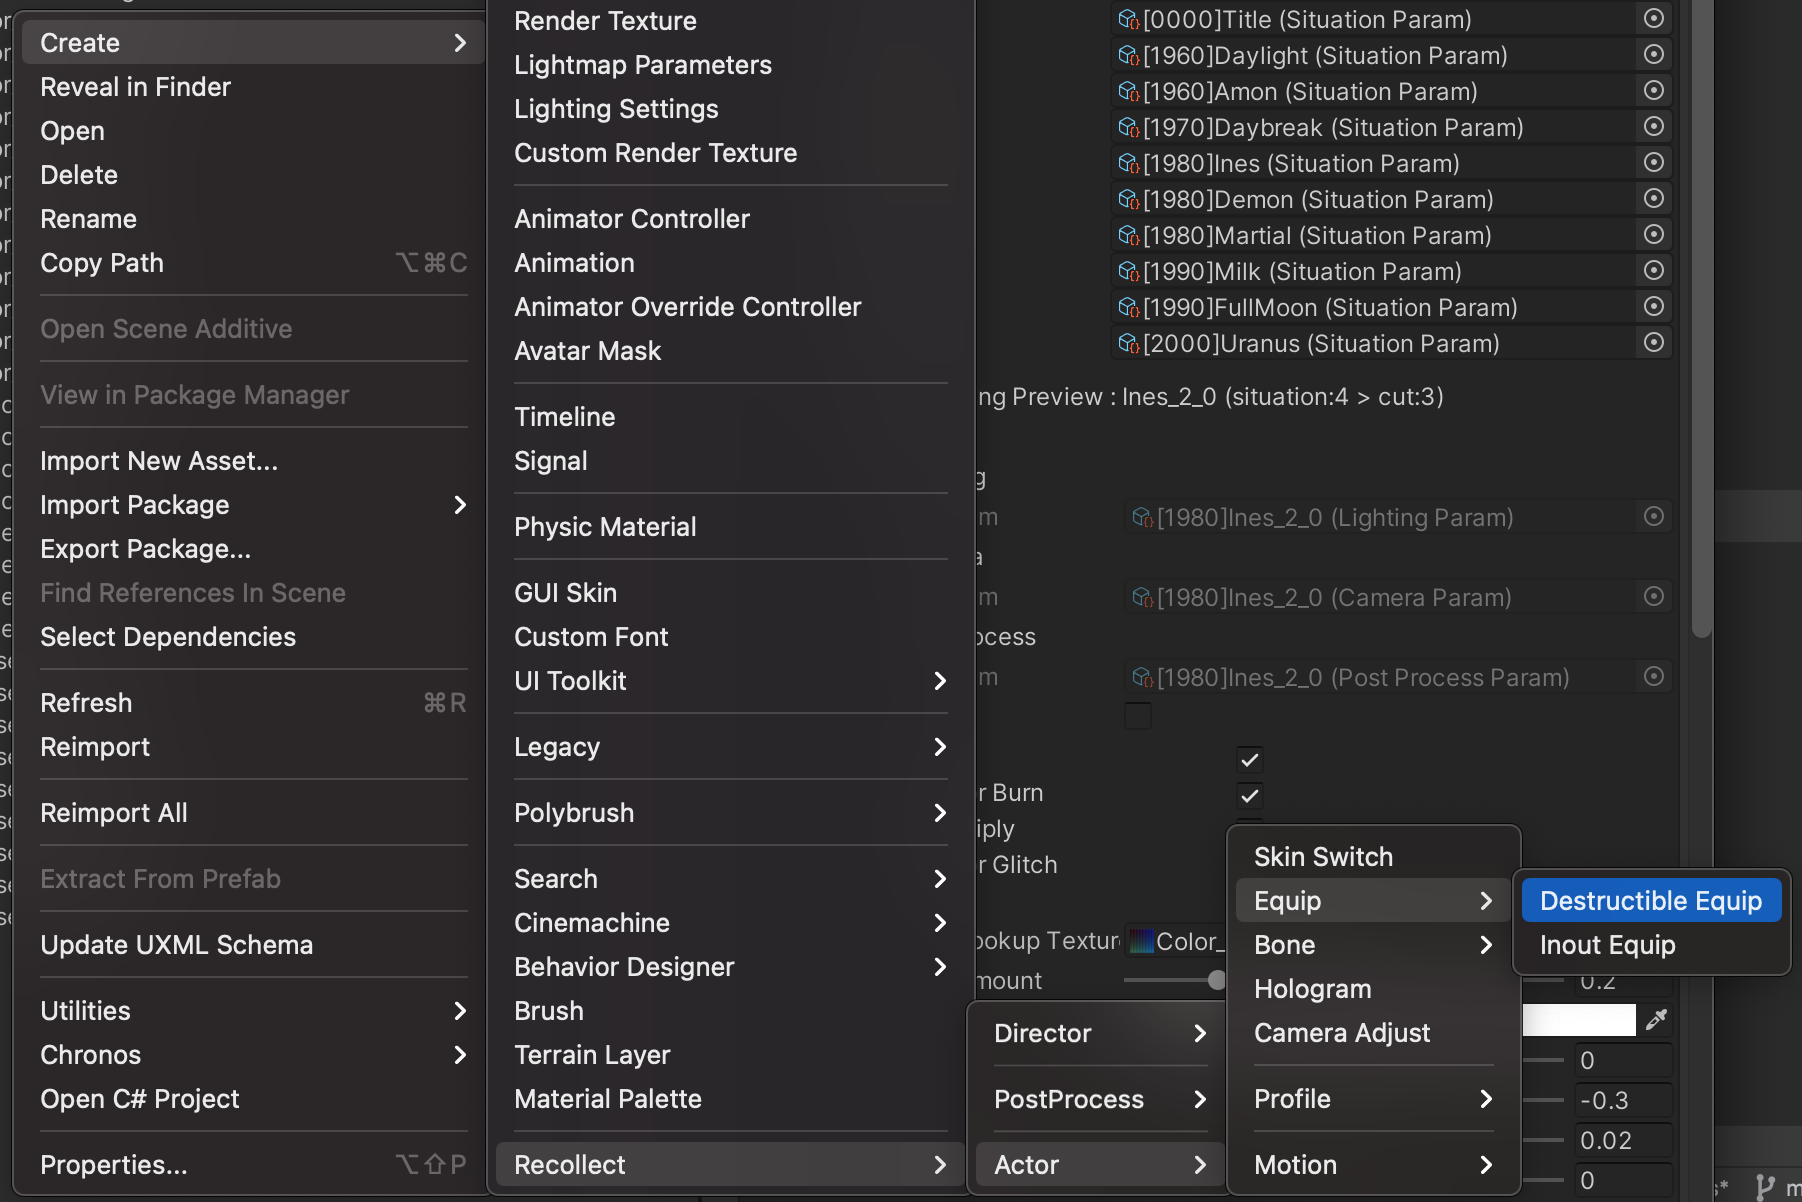 Create
Reveal in Finder
Open
Delete
Rename
Copy Path ⌥⌘C
Open Scene Additive
View in Package Manager
Import New Asset...
Import Package
Export Package...
Find References In Scene
Select Dependencies
Refresh ⌘R
Reimport
Reimport All
Extract From Prefab
Update UXML Schema
Utilities
Chronos
Open C# Project
Properties... ⌥⇧P
Render Texture
Lightmap Parameters
Lighting Settings
Custom Render Texture
Animator Controller
Animation
Animator Override Controller
Avatar Mask
Timeline
Signal
Physic Material
GUI Skin
Custom Font
UI Toolkit
Legacy
Polybrush
Search
Cinemachine
Behavior Designer
Brush
Terrain Layer
Material Palette
Recollect
Director
PostProcess
Actor
Skin Switch
Equip
Bone
Hologram
Camera Adjust
Profile
Motion
Destructible Equip
Inout Equip
[0000]Title (Situation Param)
[1960]Daylight (Situation Param)
[1960]Amon (Situation Param)
[1970]Daybreak (Situation Param)
[1980]Ines (Situation Param)
[1980]Demon (Situation Param)
[1980]Martial (Situation Param)
[1990]Milk (Situation Param)
[1990]FullMoon (Situation Param)
[2000]Uranus (Situation Param)
ng Preview : Ines_2_0 (situation:4 > cut:3)
g
m [1980]Ines_2_0 (Lighting Param)
a
m [1980]Ines_2_0 (Camera Param)
ocess
m [1980]Ines_2_0 (Post Process Param)
r Burn
iply
r Glitch
ookup Textur Color_
mount 0.2
0
-0.3
0.02
0